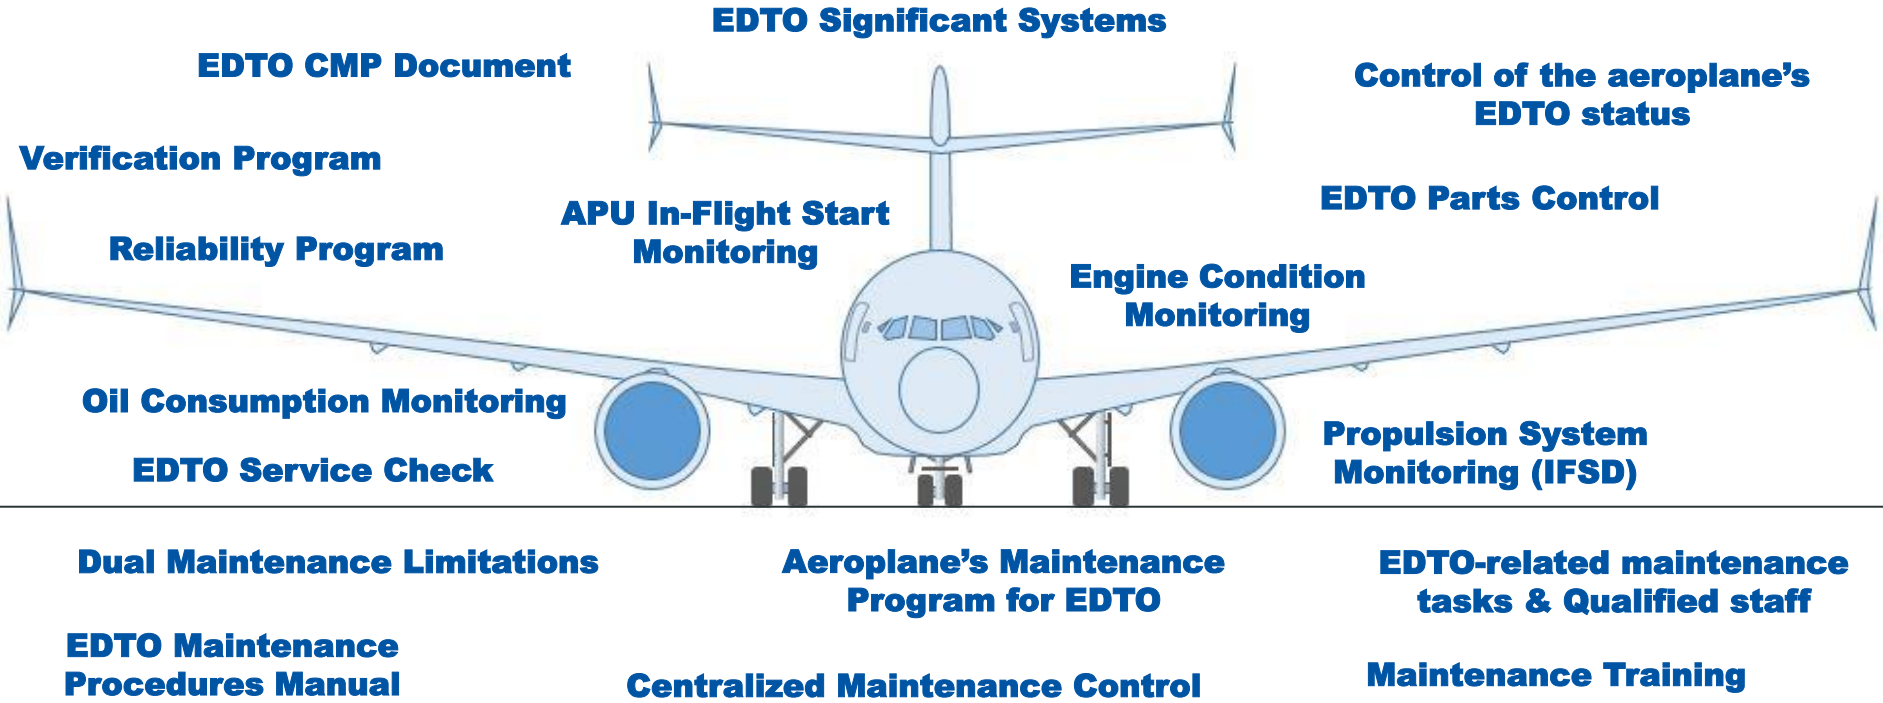 EDTO Significant Systems
EDTO CMP Document
Control of the aeroplane’s
EDTO status
Verification Program
EDTO Parts Control
APU In-Flight Start
Monitoring
Reliability Program
Engine Condition
Monitoring
Oil Consumption Monitoring
Propulsion System
Monitoring (IFSD)
EDTO Service Check
Dual Maintenance Limitations
Aeroplane’s Maintenance
Program for EDTO
EDTO-related maintenance
tasks & Qualified staff
EDTO Maintenance
Procedures Manual
Centralized Maintenance Control
Maintenance Training